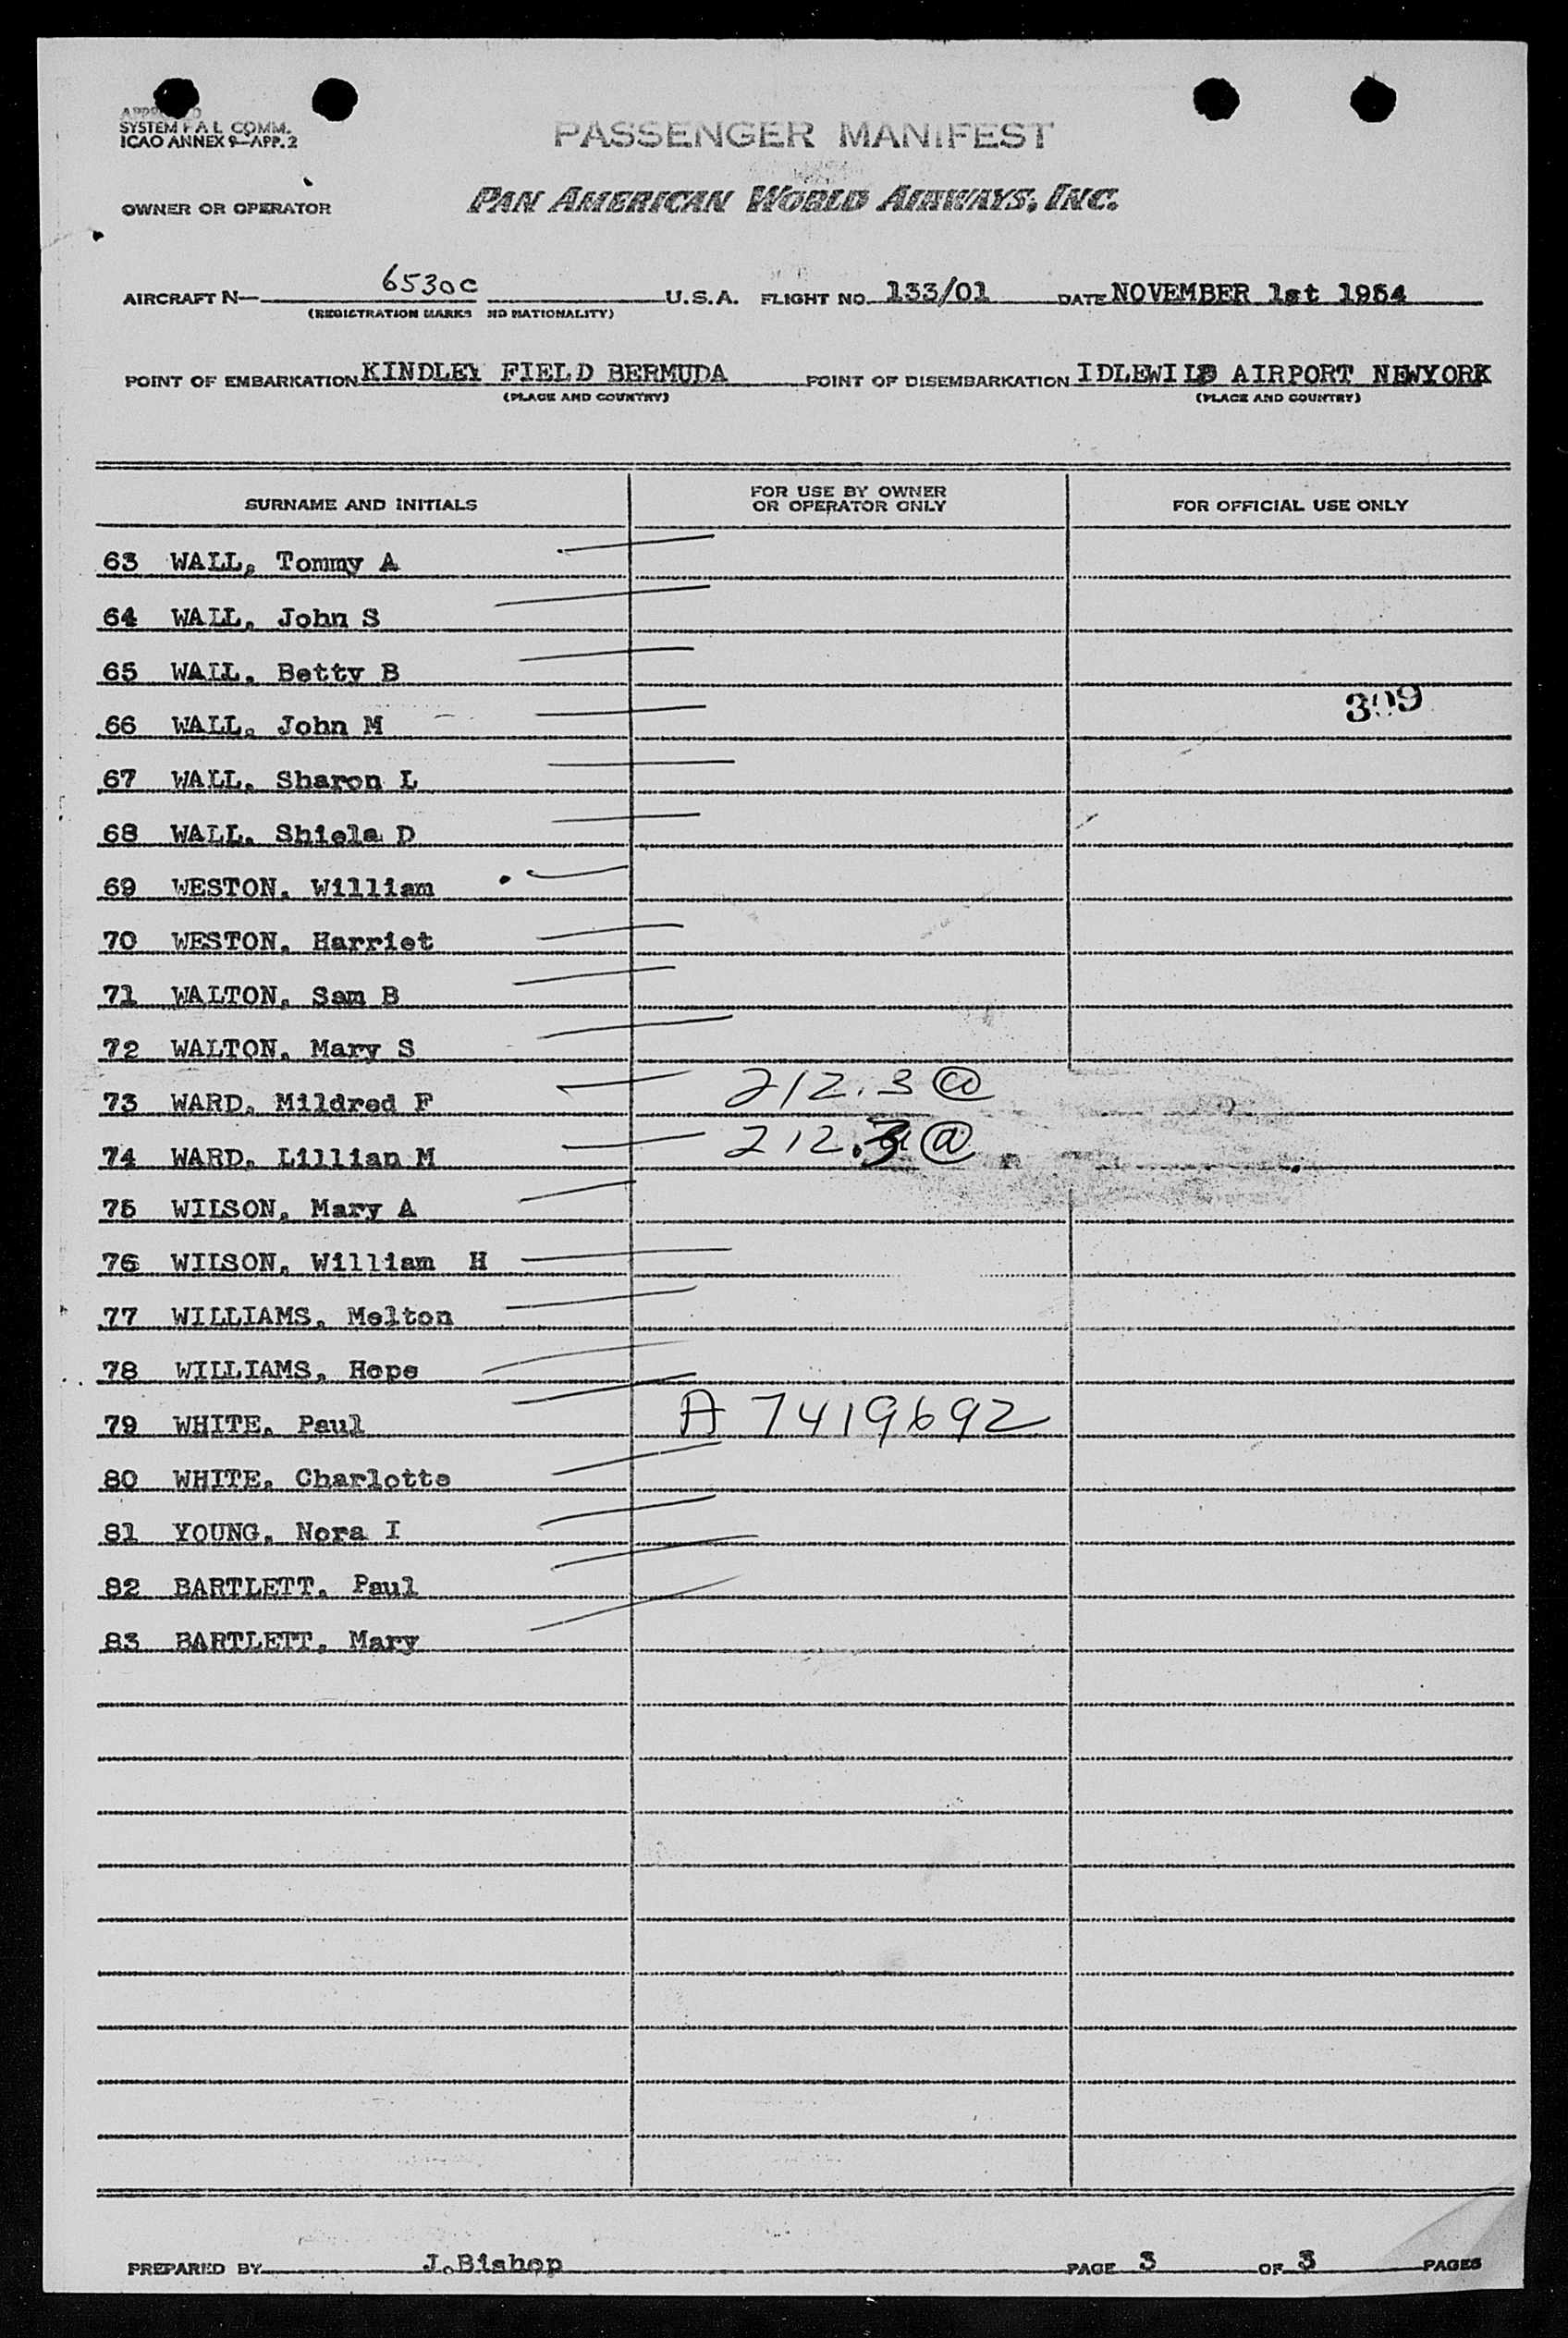 SYSTEM F A L COMM.
ICAO ANNEX 9-APP. 2
PASSENGER MANIFEST
OWNER OR OPERATOR PAN AMERICAN WORLD AIRWAYS, INC.
AIRCRAFT N— 6530C U.S.A. FLIGHT NO. 133/01 DATE NOVEMBER 1st 1954
(REGISTRATION MARKS ND NATIONALITY)
POINT OF EMBARKATION KINDLEY FIELD BERMUDA POINT OF DISEMBARKATION IDLEWILD AIRPORT NEWYORK
(PLACE AND COUNTRY) (PLACE AND COUNTRY)
SURNAME AND INITIALS FOR USE BY OWNER OR OPERATOR ONLY FOR OFFICIAL USE ONLY
63 WALL, Tommy A
64 WALL, John S
65 WALL, Betty B
309
66 WALL, John M
67 WALL, Sharon L
68 WALL, Shiela D
69 WESTON, William
70 WESTON, Harriet
71 WALTON, Sam B
72 WALTON, Mary S
73 WARD, Mildred F 212.3 @
74 WARD, Lillian M 212.3 @
75 WILSON, Mary A
76 WILSON, William H
77 WILLIAMS, Melton
78 WILLIAMS, Hope
79 WHITE, Paul A 7419692
80 WHITE, Charlotte
81 YOUNG, Nora I
82 BARTLETT, Paul
83 BARTLETT, Mary
PREPARED BY J.Bishop PAGE 3 OF 3 PAGES